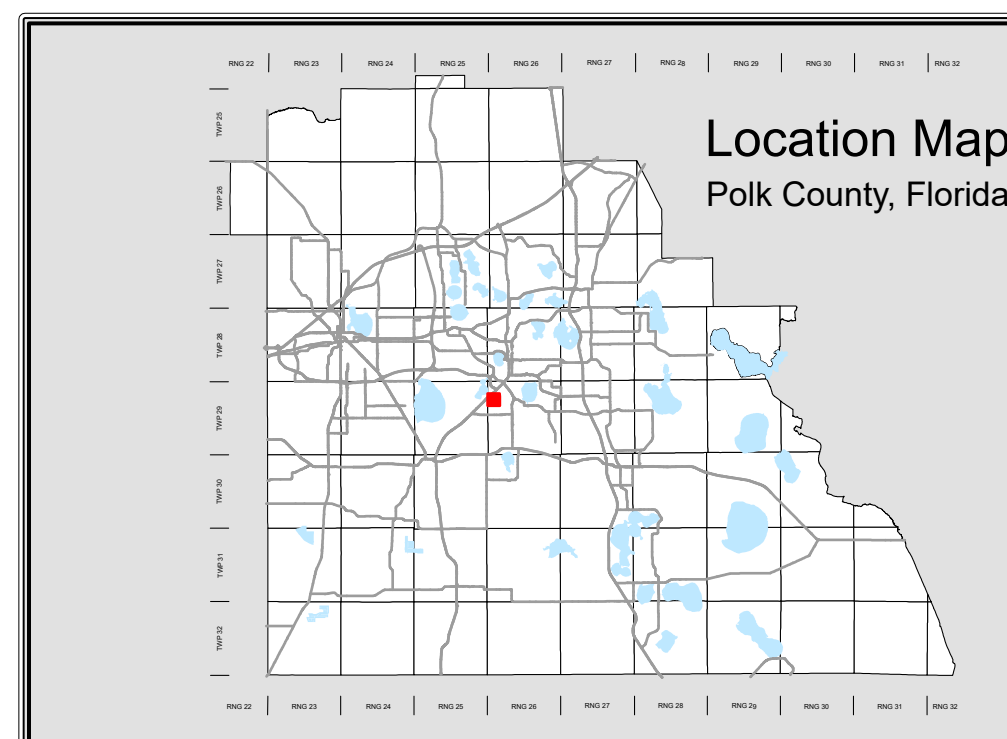 RNG 22 RNG 23 RNG 24 RNG 25 RNG 26 RNG 27 RNG 28 RNG 29 RNG 30 RNG 31 RNG 32
Location Map
Polk County, Florida
TWP 25
TWP 26
TWP 27
TWP 28
TWP 29
TWP 30
TWP 31
TWP 32
RNG 22 RNG 23 RNG 24 RNG 25 RNG 26 RNG 27 RNG 28 RNG 29 RNG 30 RNG 31 RNG 32